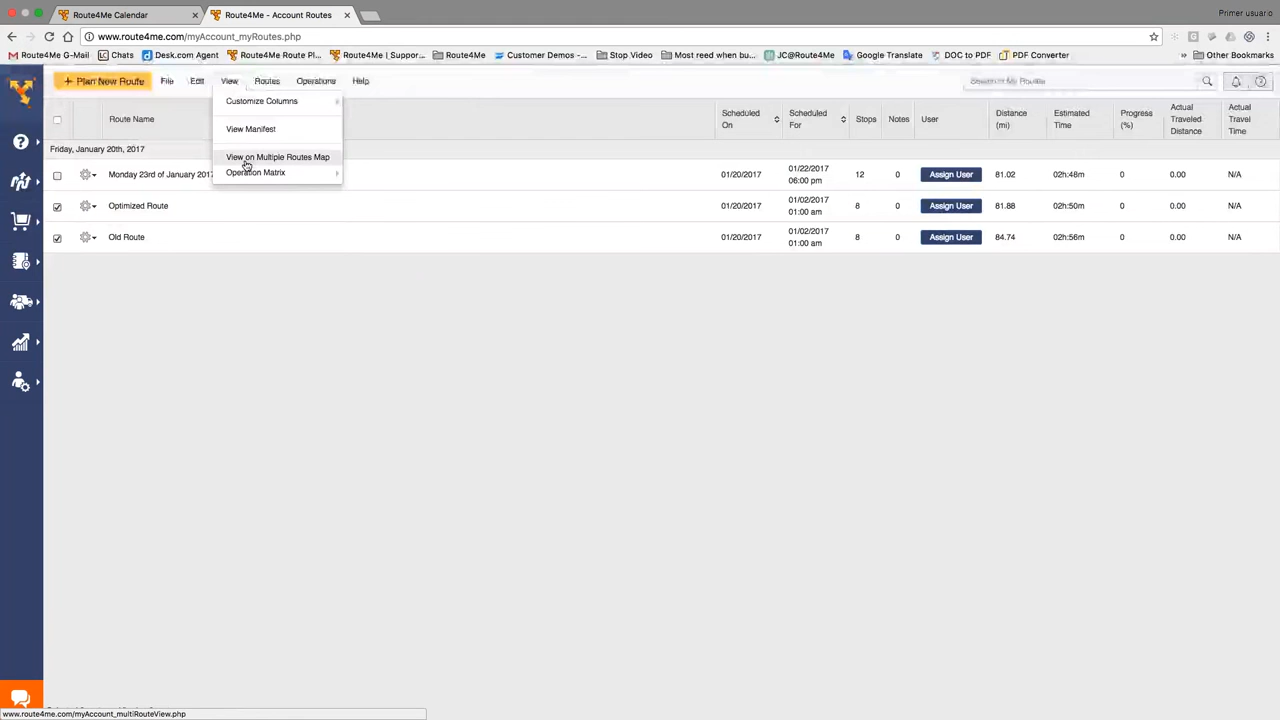 Route4Me Calendar
Route4Me - Account Routes
Primer usuario
www.route4me.com/myAccount_myRoutes.php
Route4Me G-Mail
Chats
Desk.com Agent
Route4Me Route Pl...
Route4Me | Suppor...
Route4Me
Customer Demos -...
Stop Video
Most read when bu...
JC@Route4Me
Google Translate
DOC to PDF
PDF Converter
Other Bookmarks
+ Plan New Route
File
Edit
View
Routes
Operations
Help
Search in My Routes
Customize Columns
View Manifest
View on Multiple Routes Map
Operation Matrix
Route Name
Scheduled On
Scheduled For
Stops
Notes
User
Distance (mi)
Estimated Time
Progress (%)
Actual Traveled Distance
Actual Travel Time
Friday, January 20th, 2017
Monday 23rd of January 2017
01/20/2017
01/22/2017 06:00 pm
12
0
Assign User
81.02
02h:48m
0
0.00
N/A
Optimized Route
01/20/2017
01/02/2017 01:00 am
8
0
Assign User
81.88
02h:50m
0
0.00
N/A
Old Route
01/20/2017
01/02/2017 01:00 am
8
0
Assign User
84.74
02h:56m
0
0.00
N/A
www.route4me.com/myAccount_multiRouteView.php